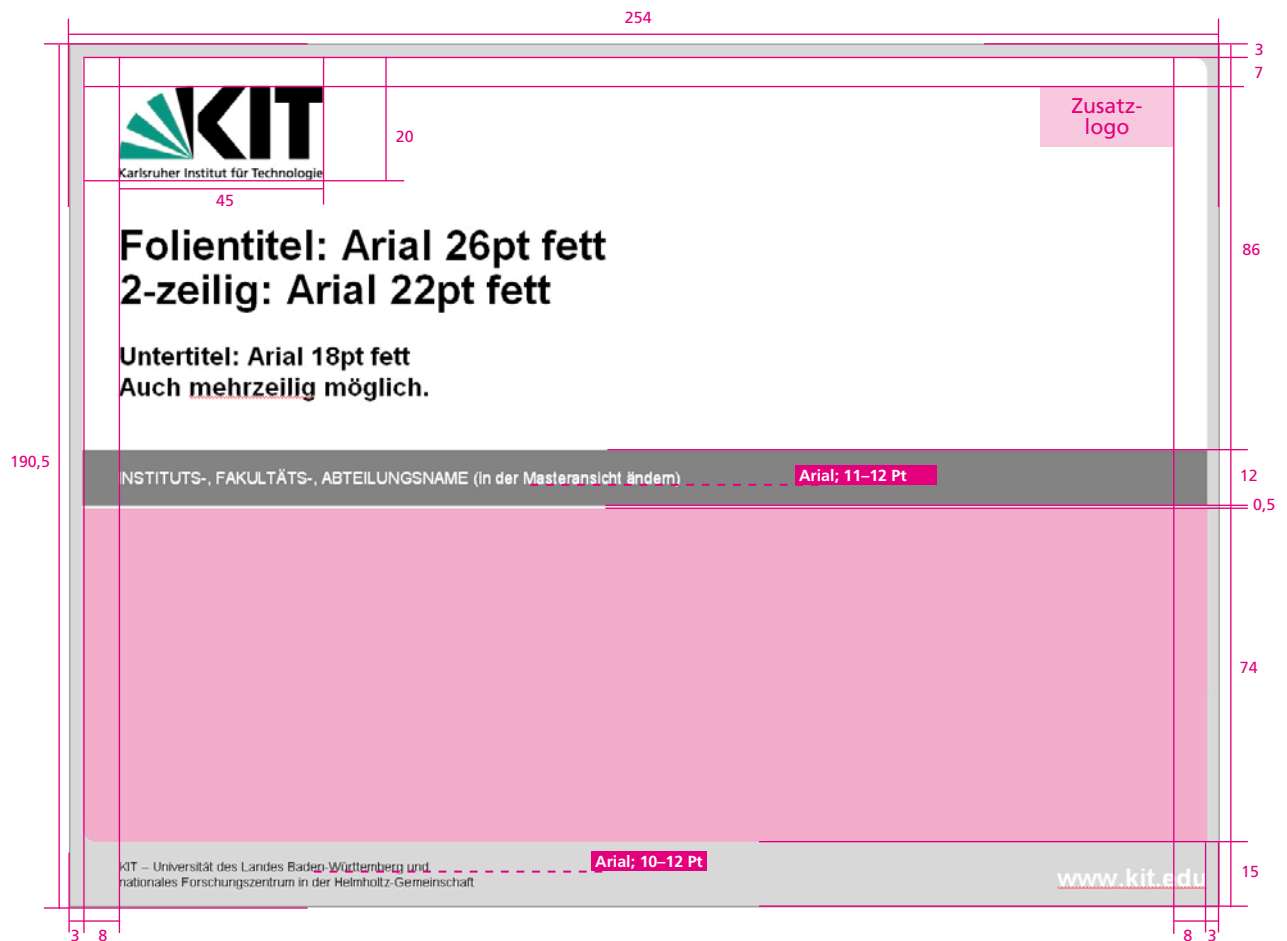 254
3
7
KIT
Karlsruher Institut für Technologie
20
45
Zusatz-
logo
Folientitel: Arial 26pt fett
2-zeilig: Arial 22pt fett
86
Untertitel: Arial 18pt fett
Auch mehrzeilig möglich.
190,5
INSTITUTS-, FAKULTÄTS-, ABTEILUNGSNAME (in der Masteransicht ändern)
Arial; 11–12 Pt
12
0,5
74
KIT – Universität des Landes Baden-Württemberg und
nationales Forschungszentrum in der Helmholtz-Gemeinschaft
Arial; 10–12 Pt
www.kit.edu
15
3 8
8 3